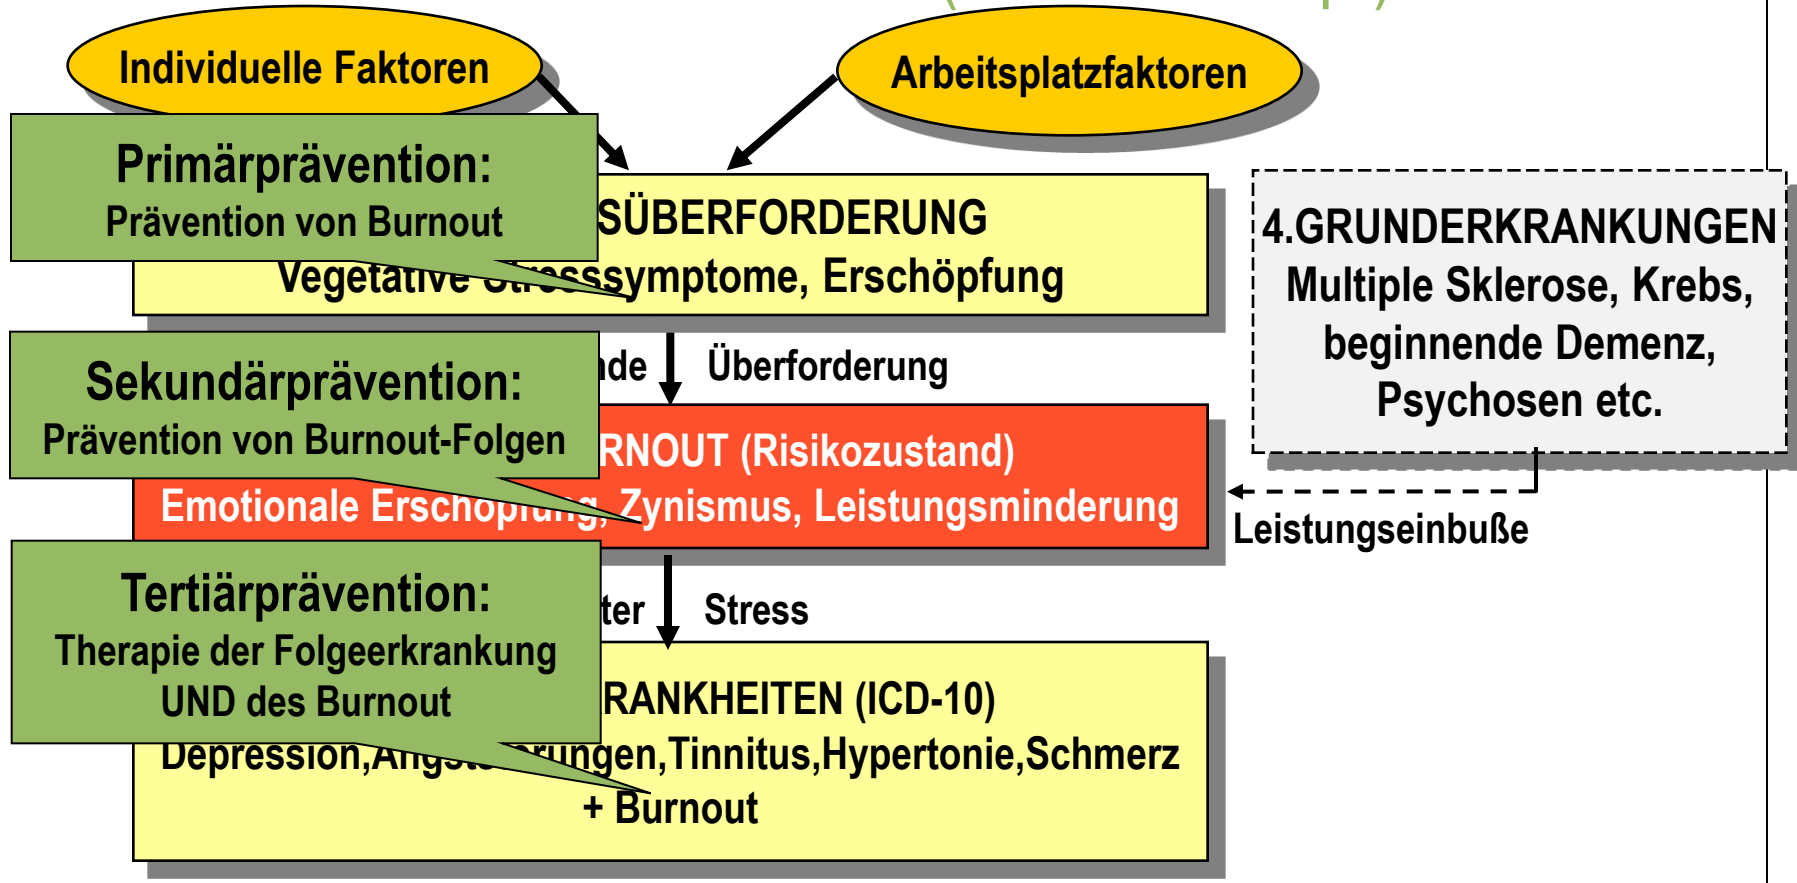 Individuelle Faktoren
Arbeitsplatzfaktoren
Primärprävention:
Prävention von Burnout
SÜBERFORDERUNG
Vegetative Stresssymptome, Erschöpfung
4.GRUNDERKRANKUNGEN
Multiple Sklerose, Krebs,
beginnende Demenz,
Psychosen etc.
Sekundärprävention:
Prävention von Burnout-Folgen
nde Überforderung
RNOUT (Risikozustand)
Emotionale Erschöpfung, Zynismus, Leistungsminderung
Leistungseinbuße
Tertiärprävention:
Therapie der Folgeerkrankung
UND des Burnout
ter Stress
RANKHEITEN (ICD-10)
Depression,Angststörungen,Tinnitus,Hypertonie,Schmerz
+ Burnout